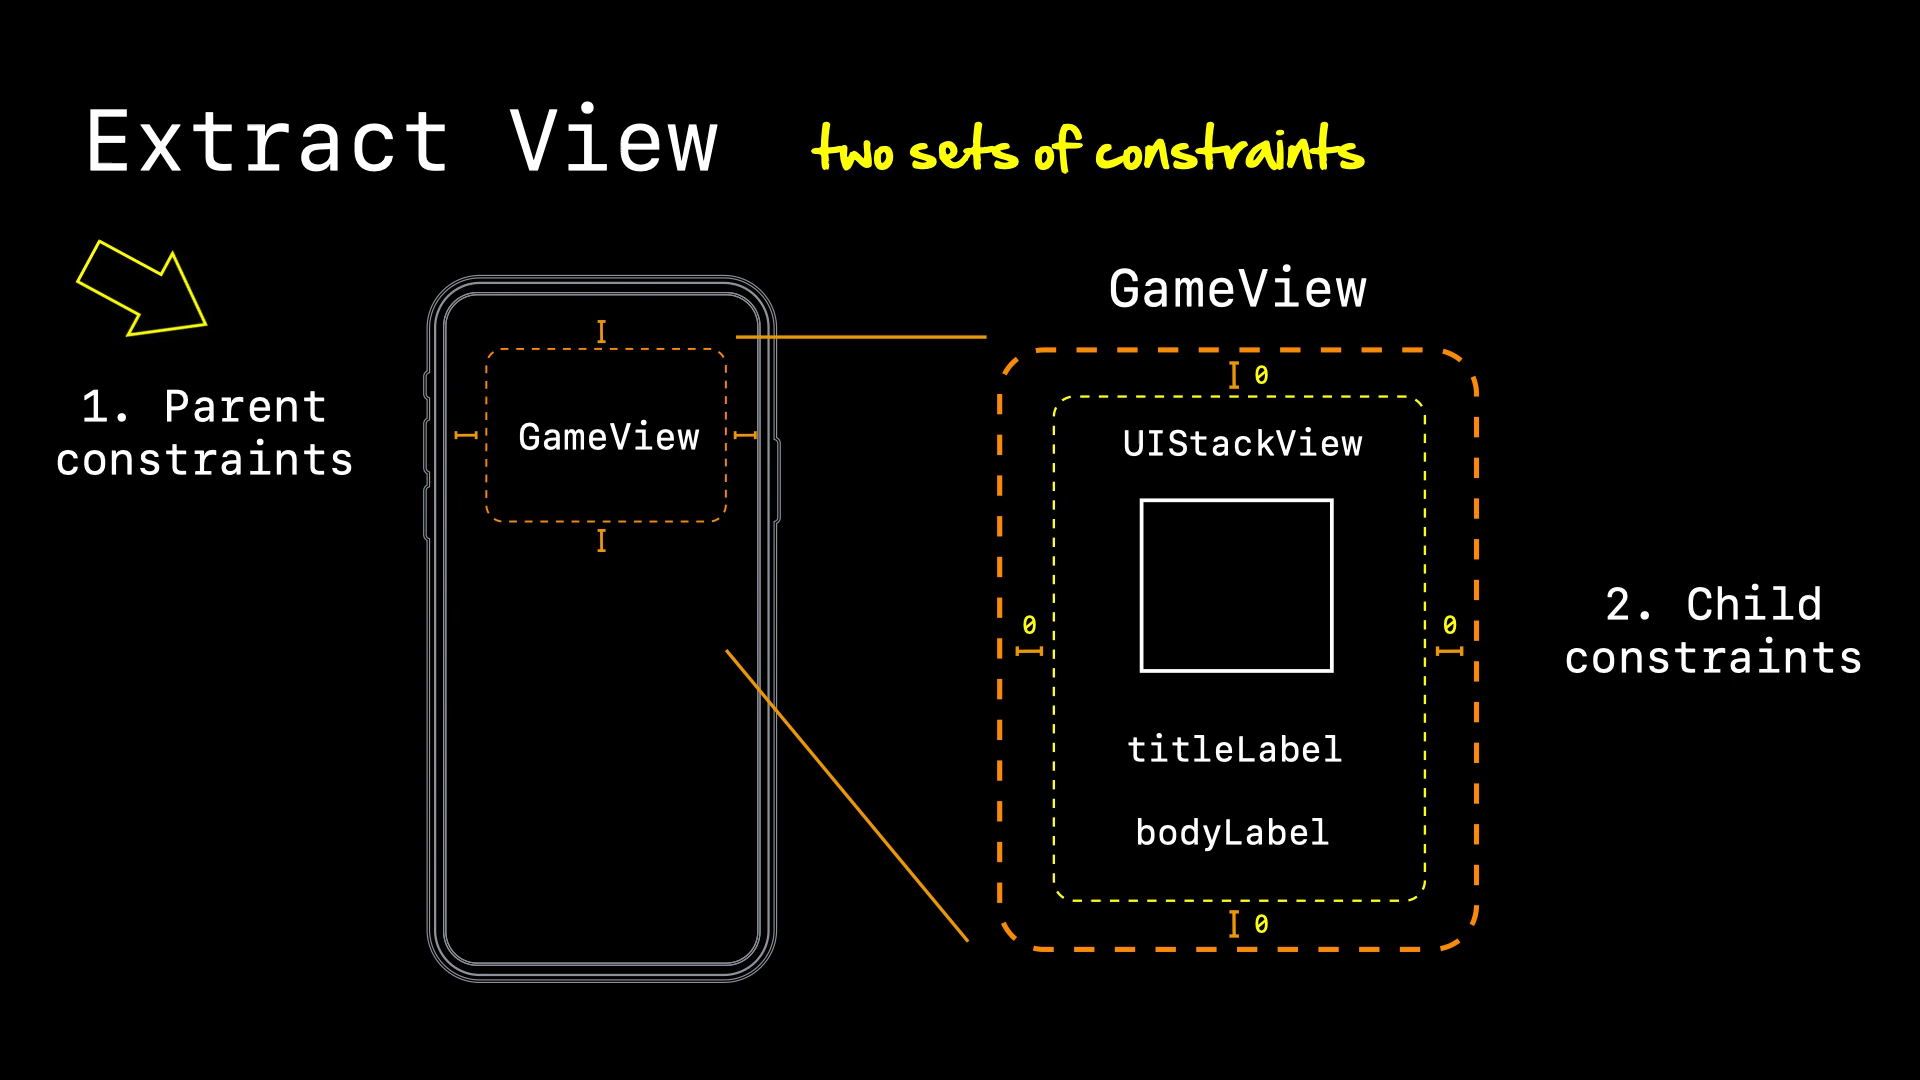 Extract View
two sets of constraints
1. Parent
constraints
GameView
GameView
0
UIStackView
0
0
titleLabel
bodyLabel
0
2. Child
constraints